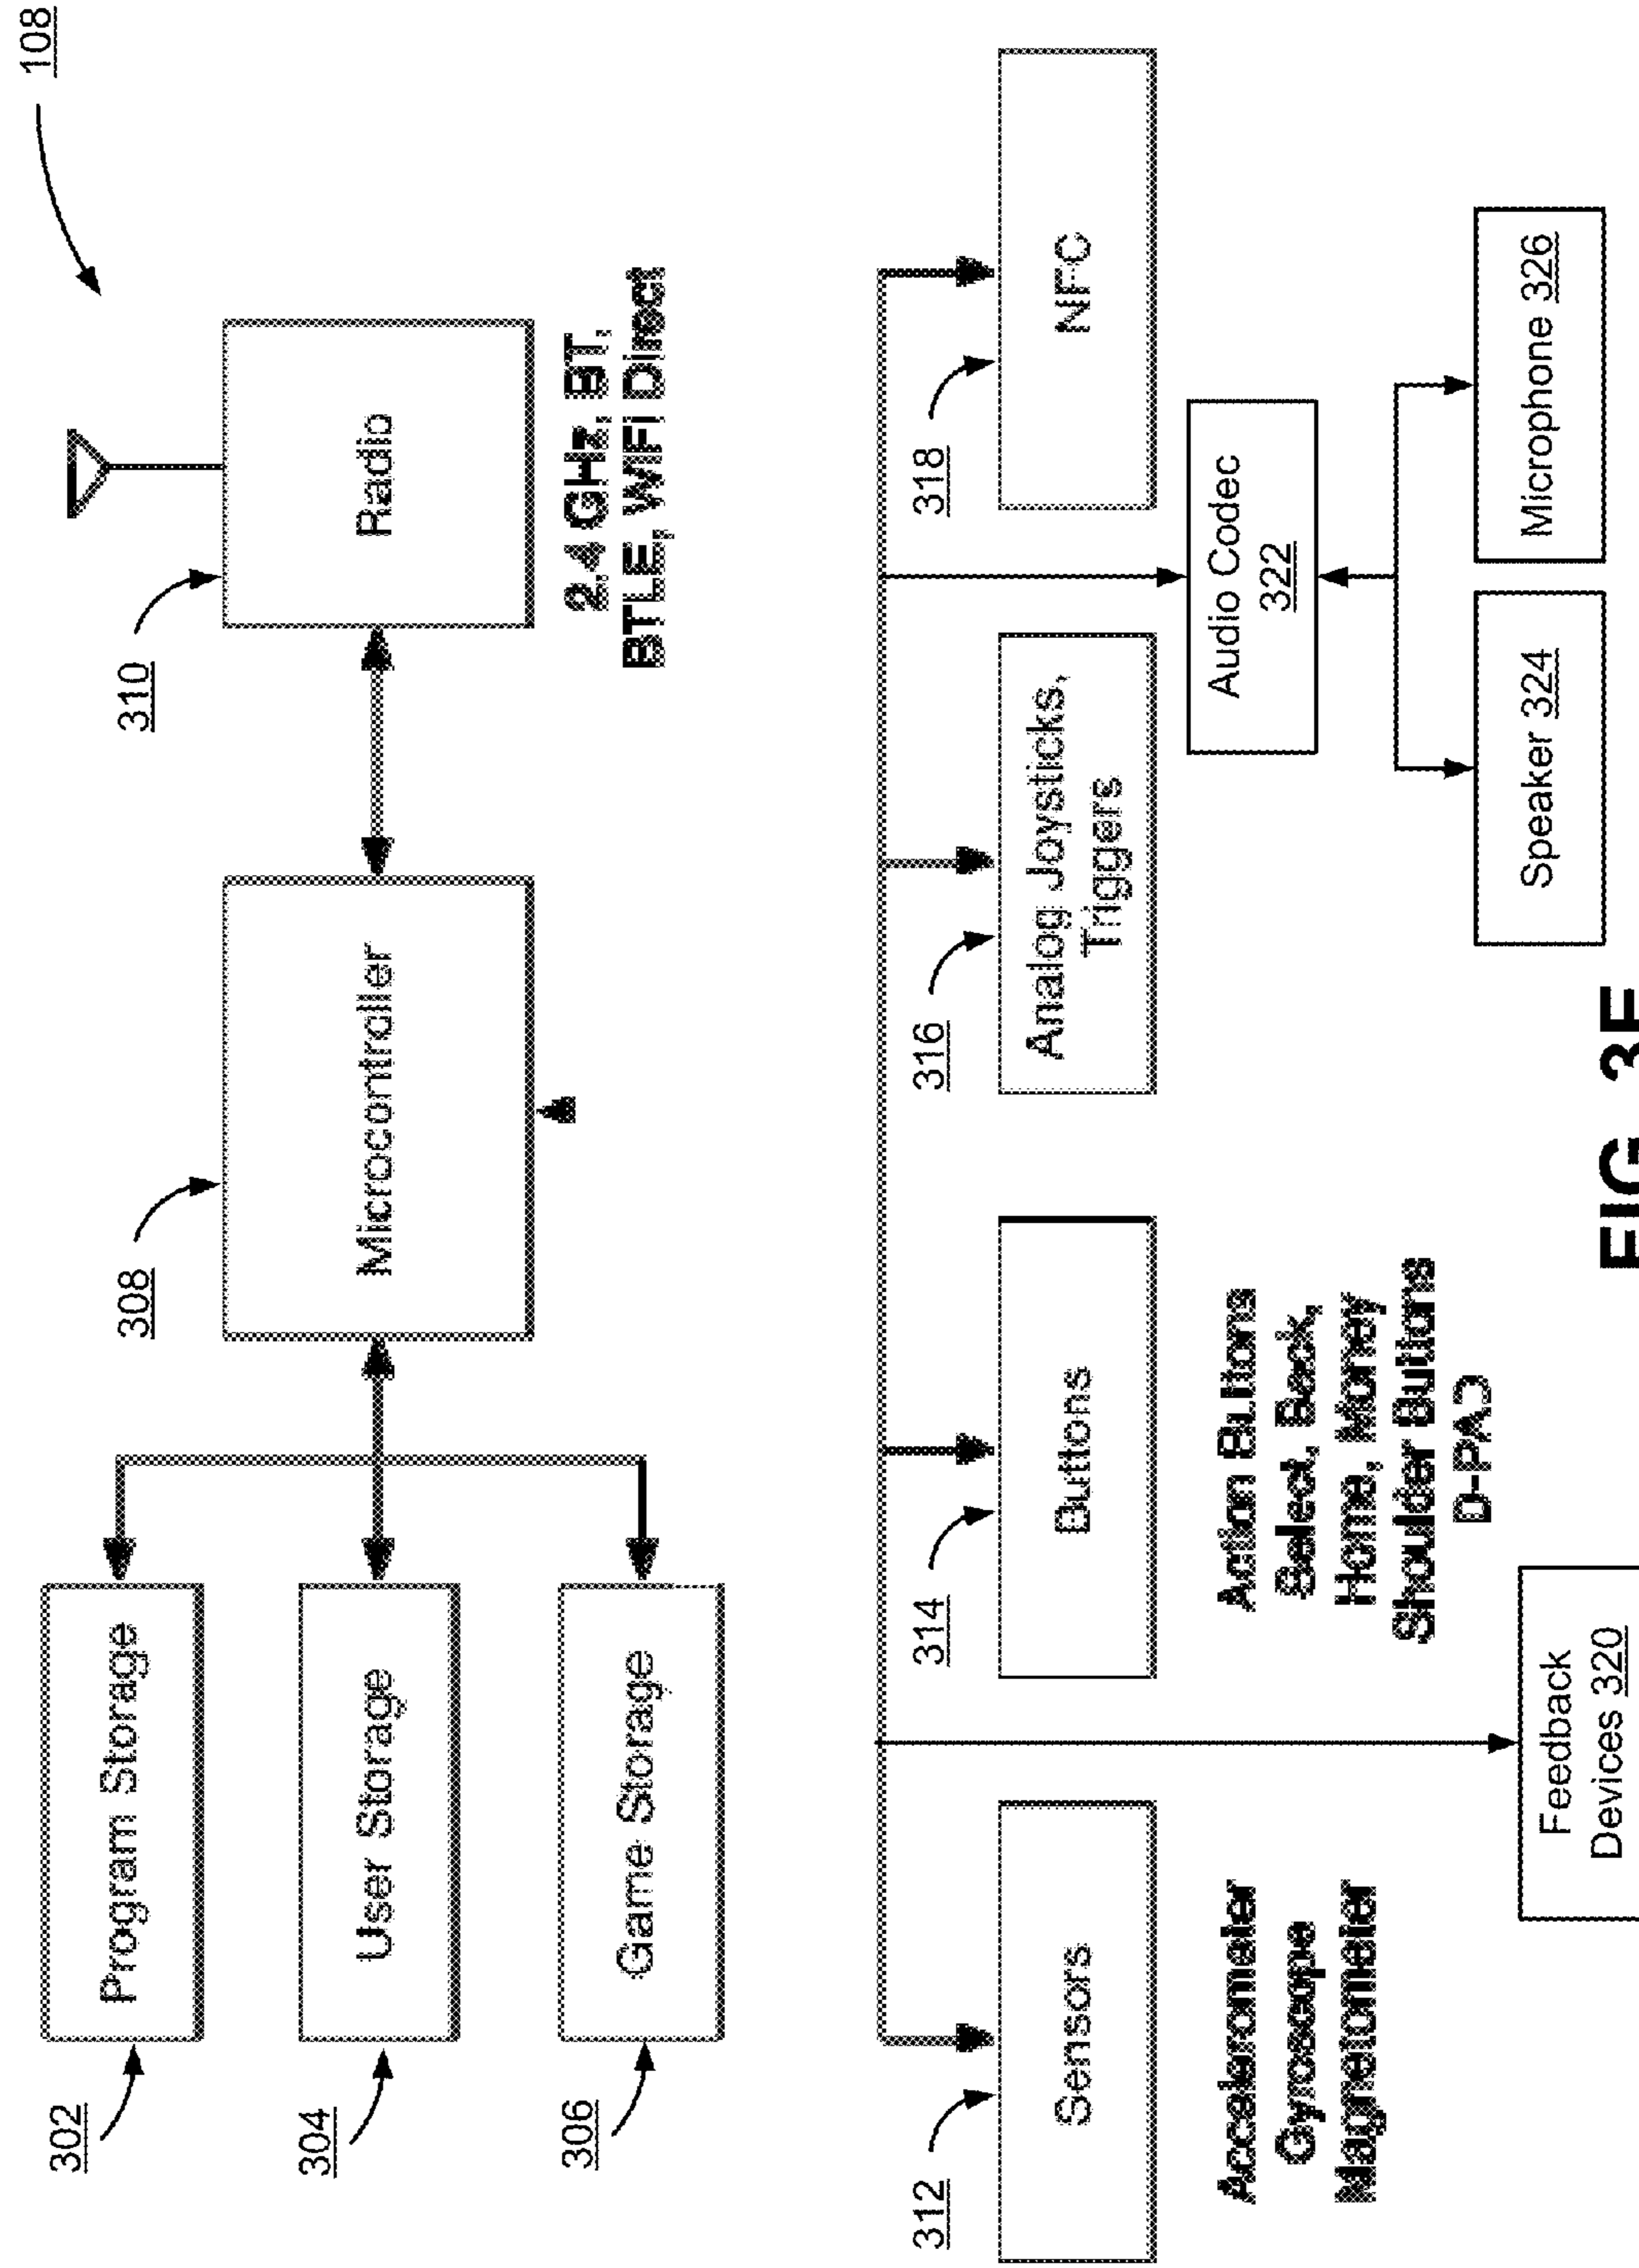 108
302
Program Storage
304
User Storage
306
Game Storage
308
Microcontroller
310
Radio
2.4 GHz, BT,
BTLE, WiFi Direct
312
Sensors
Accelerometer
Gyroscope
Magnetometer
314
Buttons
Action Buttons
Select, Back,
Home, Money
Shoulder Buttons
D-PAD
316
Analog Joysticks,
Triggers
318
NFC
Audio Codec
322
Speaker 324
Microphone 326
Feedback
Devices 320